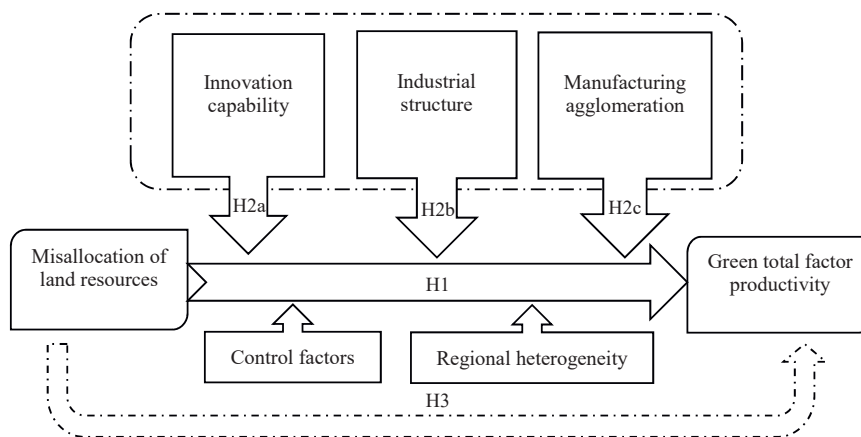 Innovation
capability
Industrial
structure
Manufacturing
agglomeration
H2a
H2b
H2c
Misallocation of
land resources
H1
Green total factor
productivity
Control factors
Regional heterogeneity
H3